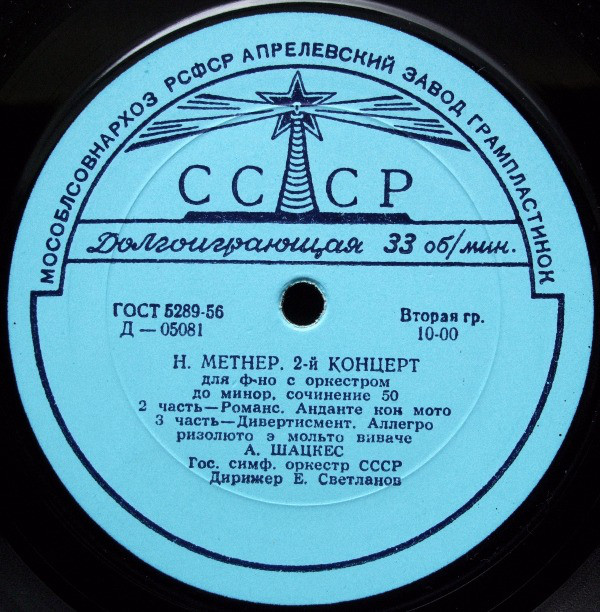 МОСОБЛСОВНАРХОЗ РСФСР АПРЕЛЕВСКИЙ ЗАВОД ГРАМПЛАСТИНОК
СССР
Долгоиграющая 33 об/мин.
ГОСТ 5289-56
Д — 05081
Вторая гр.
10-00
Н. МЕТНЕР. 2-й КОНЦЕРТ
для ф-но с оркестром
до минор, сочинение 50
2 часть—Романс. Анданте кон мото
3 часть—Дивертисмент. Аллегро
ризолюто э мольто виваче
А. ШАЦКЕС
Гос. симф. оркестр СССР
Дирижер Е. Светланов